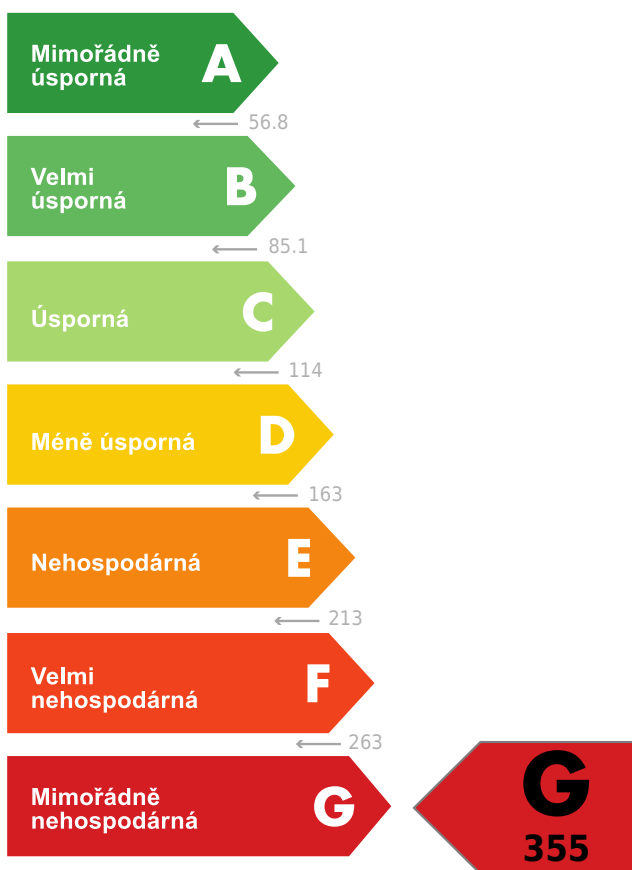 Mimořádně
úsporná
A
56.8
Velmi
úsporná
B
85.1
Úsporná
C
114
Méně úsporná
D
163
Nehospodárná
E
213
Velmi
nehospodárná
F
263
Mimořádně
nehospodárná
G
G
355